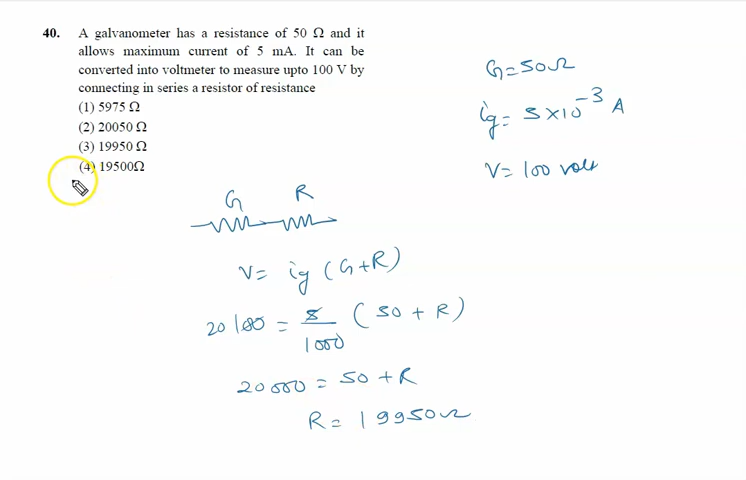 40. A galvanometer has a resistance of 50 Ω and it
allows maximum current of 5 mA. It can be
converted into voltmeter to measure upto 100 V by
connecting in series a resistor of resistance
(1) 5975 Ω
(2) 20050 Ω
(3) 19950 Ω
(4) 19500Ω
G=50Ω
ig= 5×10⁻³ A
V= 100 volt
G R
V= ig (G+R)
20 100 = 5/1000 (50 + R)
20000 = 50 + R
R= 19950Ω